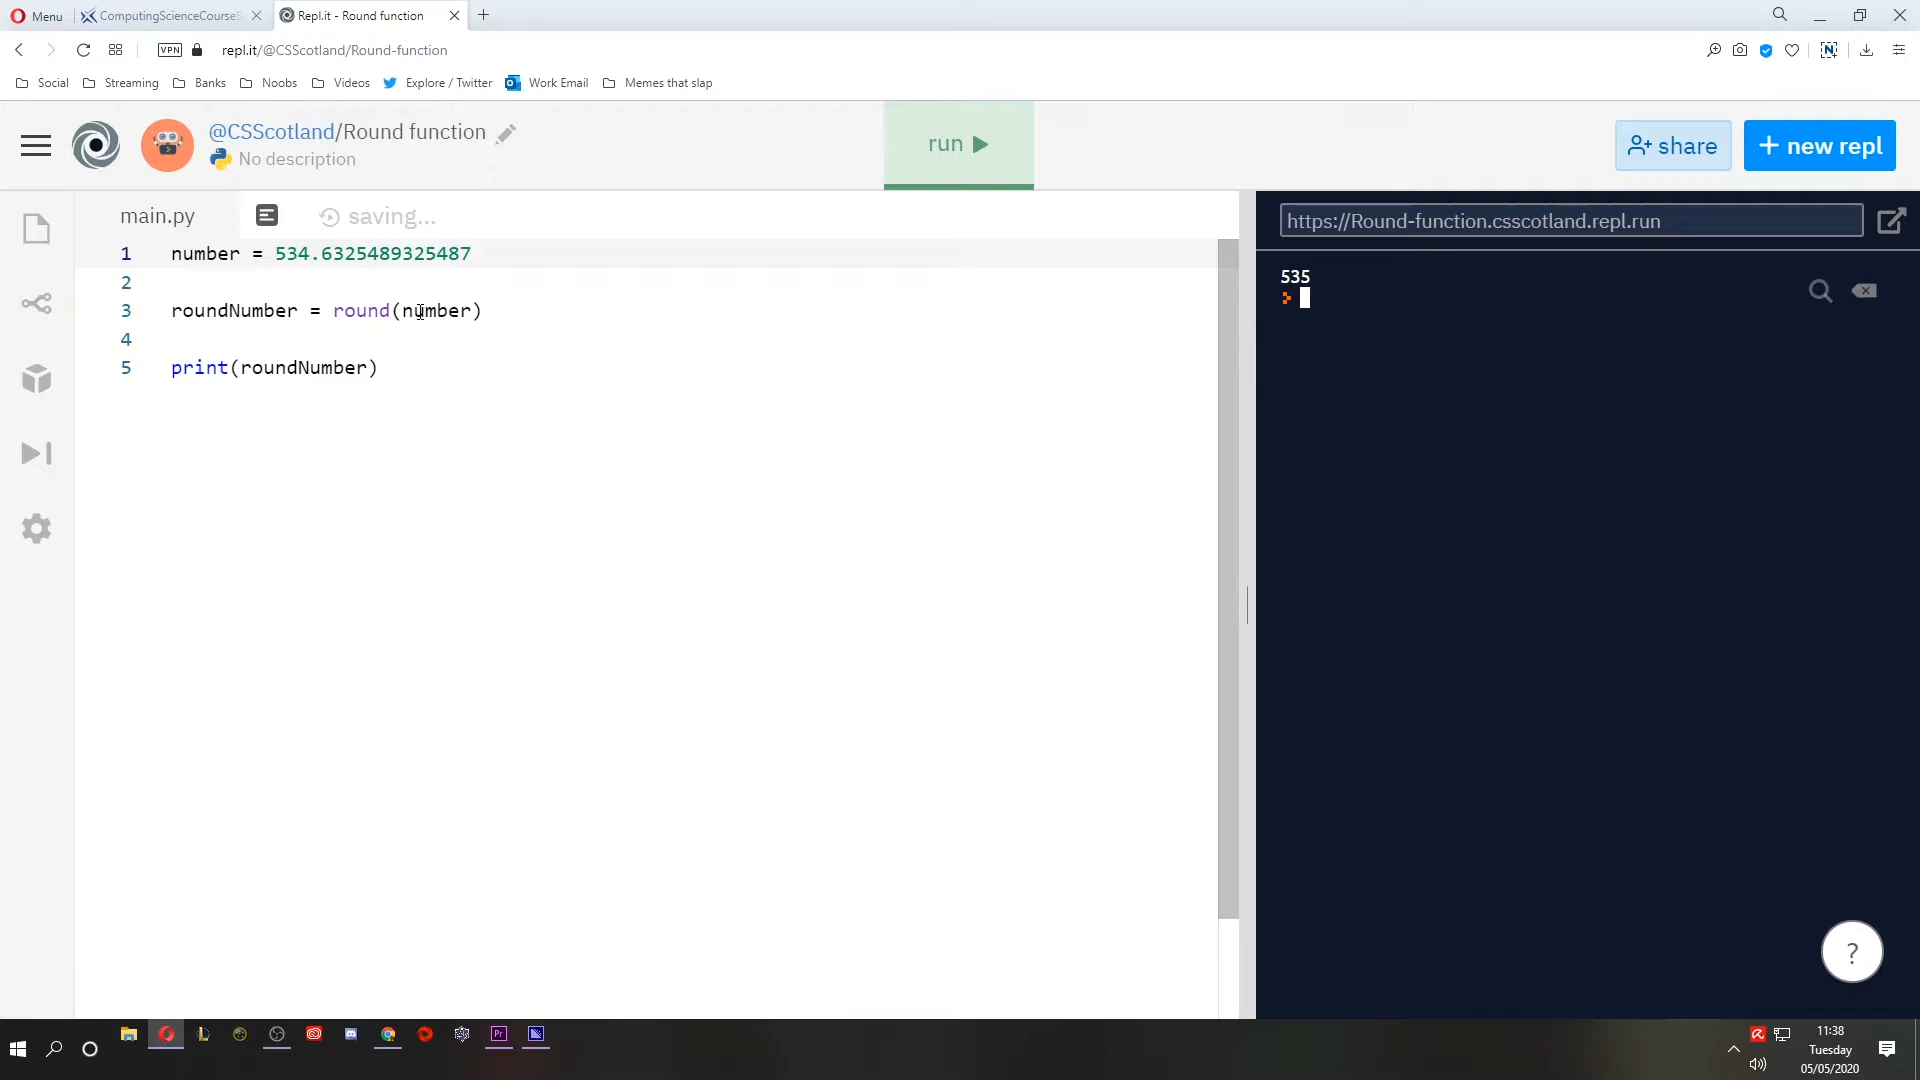 Menu
ComputingScienceCourseS
Repl.it - Round function
VPN
repl.it/@CSScotland/Round-function
Social
Streaming
Banks
Noobs
Videos
Explore / Twitter
Work Email
Memes that slap
@CSScotland/Round function
No description
run
share
+ new repl
main.py
saving...
https://Round-function.csscotland.repl.run
1 number = 534.6325489325487
2
3 roundNumber = round(number)
4
5 print(roundNumber)
535
?
Pr
11:38
Tuesday
05/05/2020